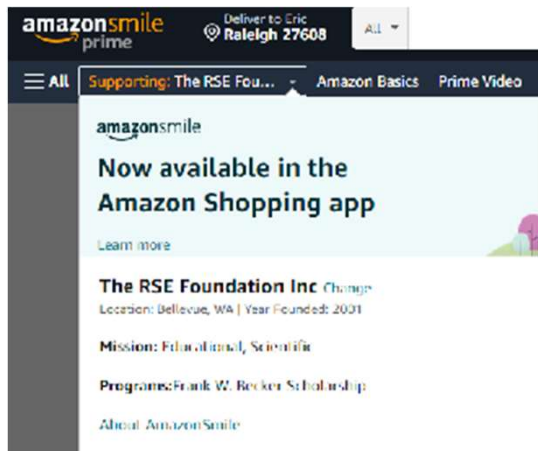 amazonsmile
prime
Deliver to Eric
Raleigh 27608
All
All
Supporting: The RSE Fou...
Amazon Basics
Prime Video
amazonsmile
Now available in the
Amazon Shopping app
Learn more
The RSE Foundation Inc Change
Location: Bellevue, WA | Year Founded: 2001
Mission: Educational, Scientific
Programs:Frank W. Becker Scholarship
About AmazonSmile